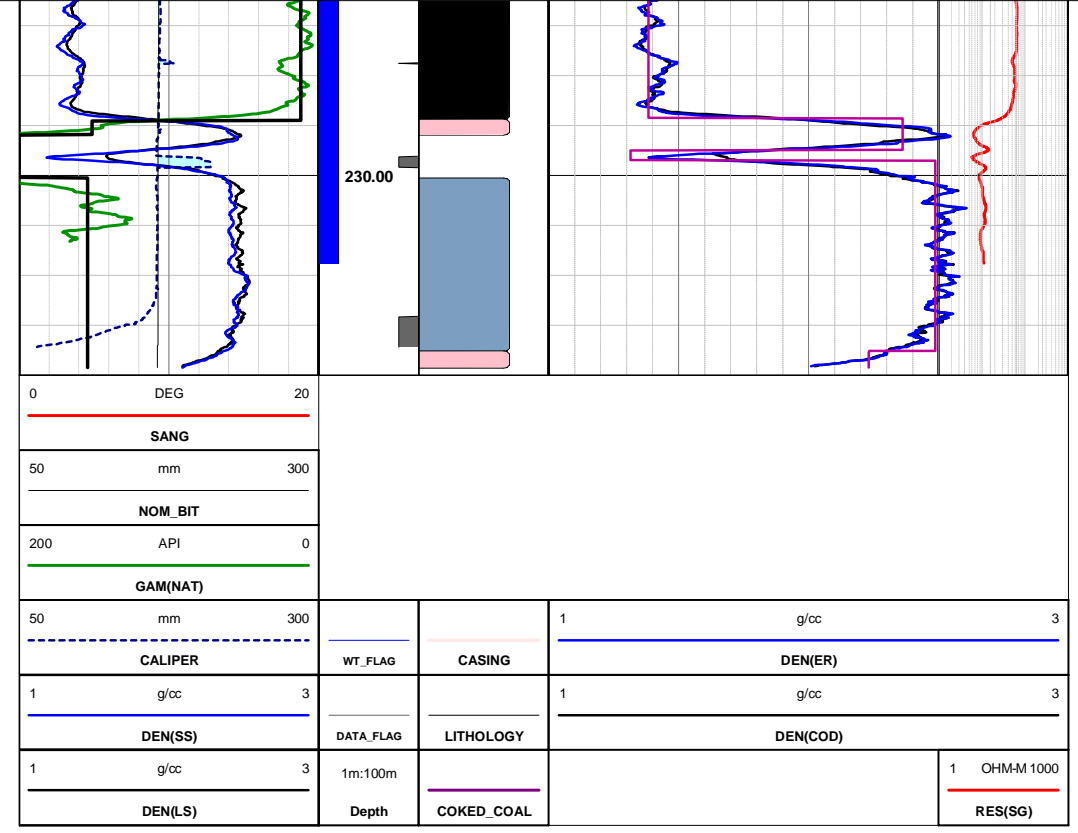 230.00
0 DEG 20
SANG
50 mm 300
NOM_BIT
200 API 0
GAM(NAT)
50 mm 300
CALIPER
WT_FLAG
CASING
1 g/cc 3
DEN(ER)
1 g/cc 3
DEN(SS)
DATA_FLAG
LITHOLOGY
1 g/cc 3
DEN(COD)
1 g/cc 3
DEN(LS)
1m:100m
Depth
COKED_COAL
1 OHM-M 1000
RES(SG)